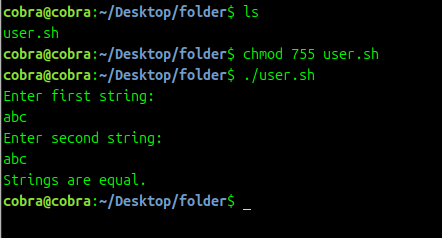 cobra@cobra:~/Desktop/folder$ ls
user.sh
cobra@cobra:~/Desktop/folder$ chmod 755 user.sh
cobra@cobra:~/Desktop/folder$ ./user.sh
Enter first string:
abc
Enter second string:
abc
Strings are equal.
cobra@cobra:~/Desktop/folder$ _